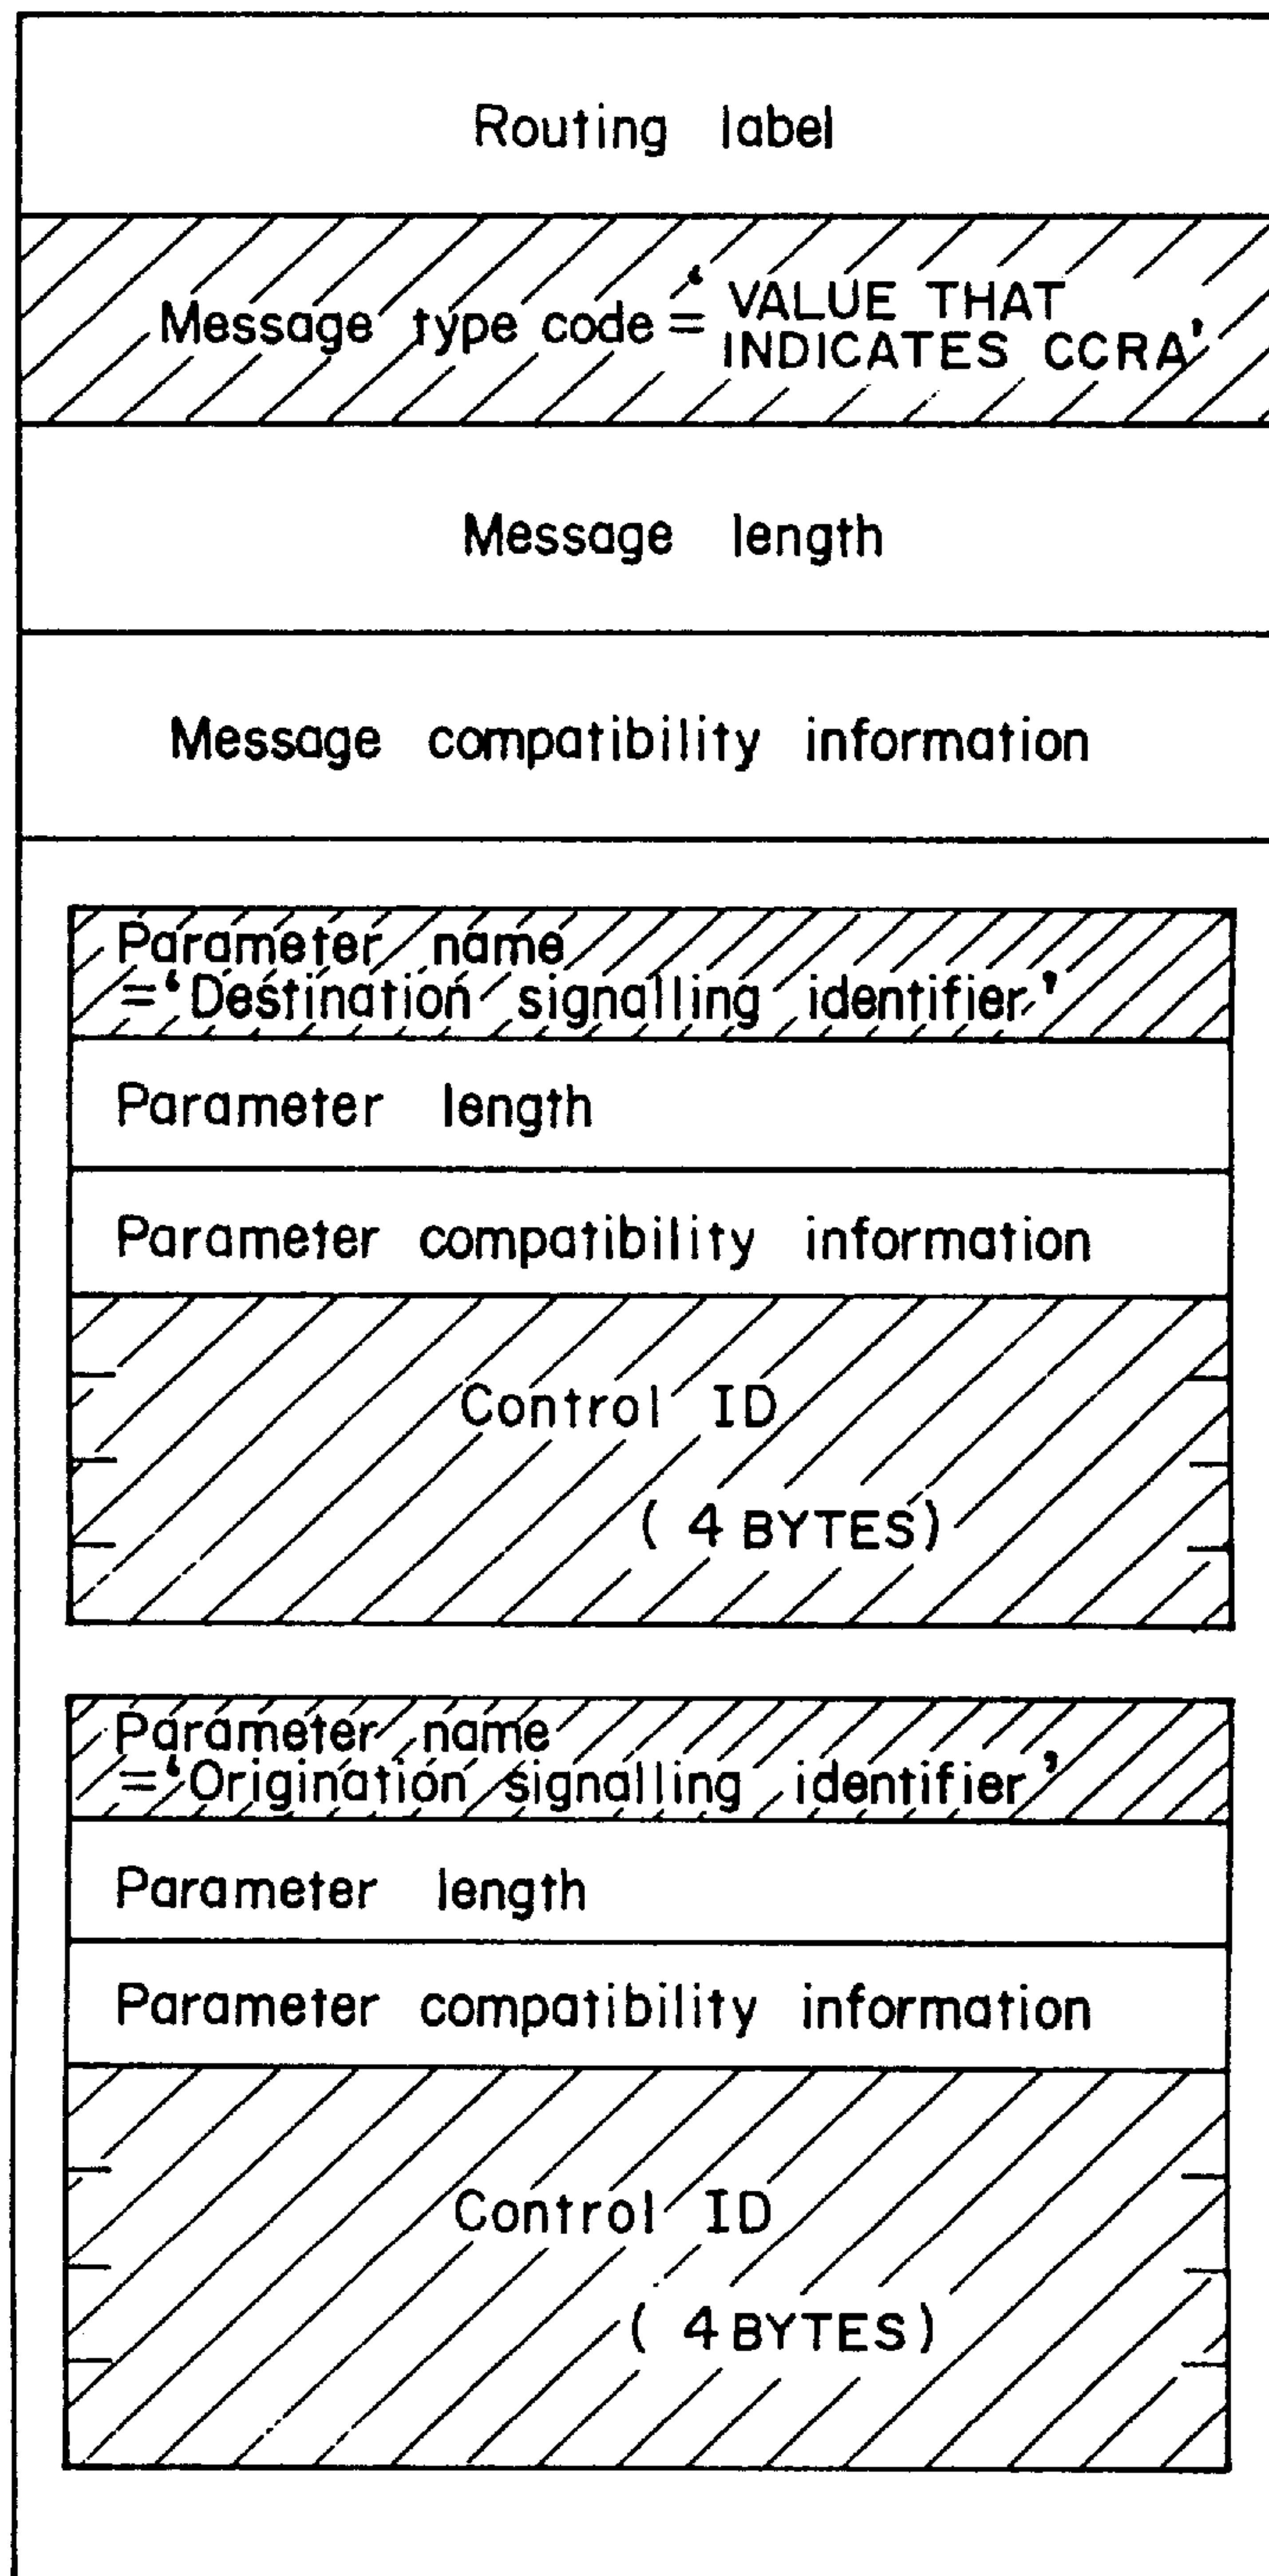 Routing label
Message type code = ‘VALUE THAT
INDICATES CCRA’
Message length
Message compatibility information
Parameter name
=‘Destination signalling identifier’
Parameter length
Parameter compatibility information
Control ID
( 4 BYTES)
Parameter name
=‘Origination signalling identifier’
Parameter length
Parameter compatibility information
Control ID
( 4 BYTES)